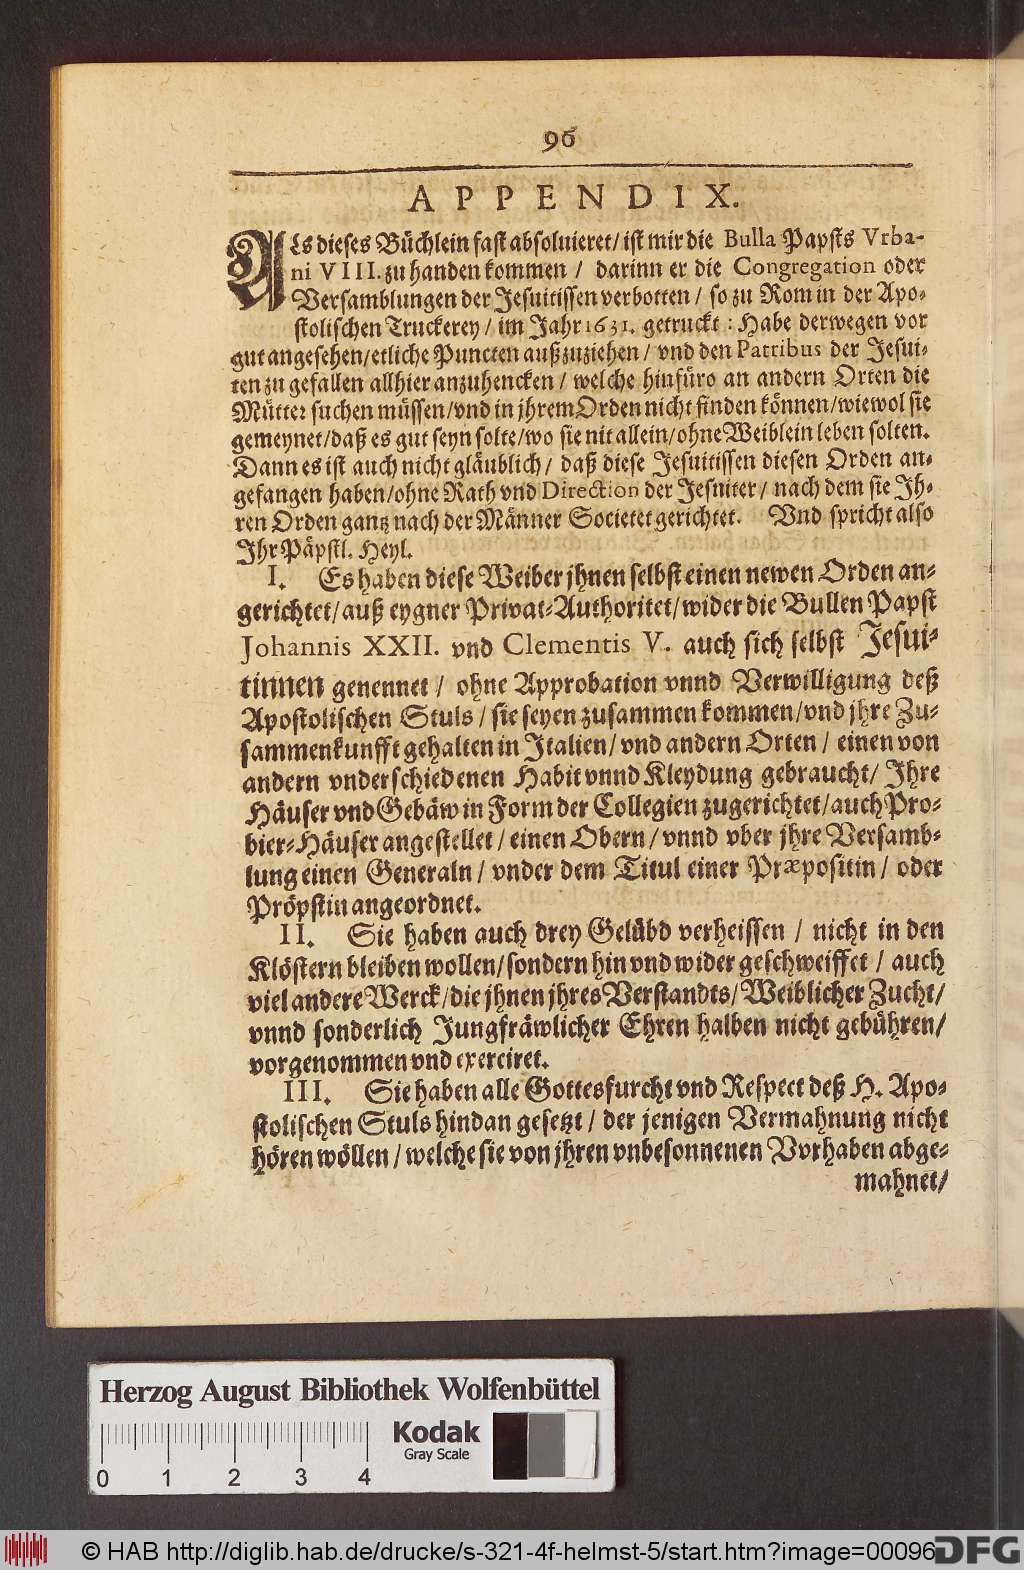 96
APPENDIX.
Als dieses Büchlein fast absoluieret/ ist mir die Bulla Papsts Vrba-
ni VIII. zu handen kommen / darinn er die Congregation oder
Versamblungen der Jesuitissen verbotten / so zu Rom in der Apo-
stolischen Truckerey / im Jahr 1631. getruckt : Habe derwegen vor
gut angesehen/etliche Puncten außzuziehen / vnd den Patribus der Jesui-
ten zu gefallen allhier anzuhencken / welche hinfüro an andern Orten die
Mütter suchen müssen/vnd in jhrem Orden nicht finden können/wiewol sie
gemeynet/daß es gut seyn solte/wo sie nit allein/ohne Weiblein leben solten.
Dann es ist auch nicht gläublich / daß diese Jesuitissen diesen Orden an-
gefangen haben/ohne Rath vnd Direction der Jesuiter / nach dem sie Jh-
ren Orden gantz nach der Männer Societet gerichtet. Vnd spricht also
Ihr Päpstl. Heyl.
I. Es haben diese Weiber jhnen selbst einen newen Orden an-
gerichtet/auß eygner Privat-Authoritet/wider die Bullen Papst
Johannis XXII. vnd Clementis V. auch sich selbst Jesui-
tinnen genennet / ohne Approbation vnnd Verwilligung deß
Apostolischen Stuls / sie seyen zusammen kommen/vnd jhre Zu-
sammenkunfft gehalten in Italien/ vnd andern Orten / einen von
andern vnderschiedenen Habit vnnd Kleydung gebraucht/ Ihre
Häuser vnd Gebäw in Form der Collegien zugerichtet/auch Pro-
bier-Häuser angestellet / einen Obern / vnnd vber jhre Versamb-
lung einen Generaln / vnder dem Titul einer Præpositin / oder
Pröpstin angeordnet.
II. Sie haben auch drey Gelübd verheissen / nicht in den
Klöstern bleiben wollen/sondern hin vnd wider geschweiffet / auch
viel andere Werck/die jhnen jhres Verstandts/Weiblicher Zucht/
vnnd sonderlich Jungfräwlicher Ehren halben nicht gebühren/
vorgenommen vnd exerciret.
III. Sie haben alle Gottesfurcht vnd Respect deß H. Apo-
stolischen Stuls hindan gesetzt / der jenigen Vermahnung nicht
hören wöllen / welche sie von jhren vnbesonnenen Vorhaben abge-
mahnet/
Herzog August Bibliothek Wolfenbüttel
Kodak
Gray Scale
0 1 2 3 4
© HAB http://diglib.hab.de/drucke/s-321-4f-helmst-5/start.htm?image=00096
DFG